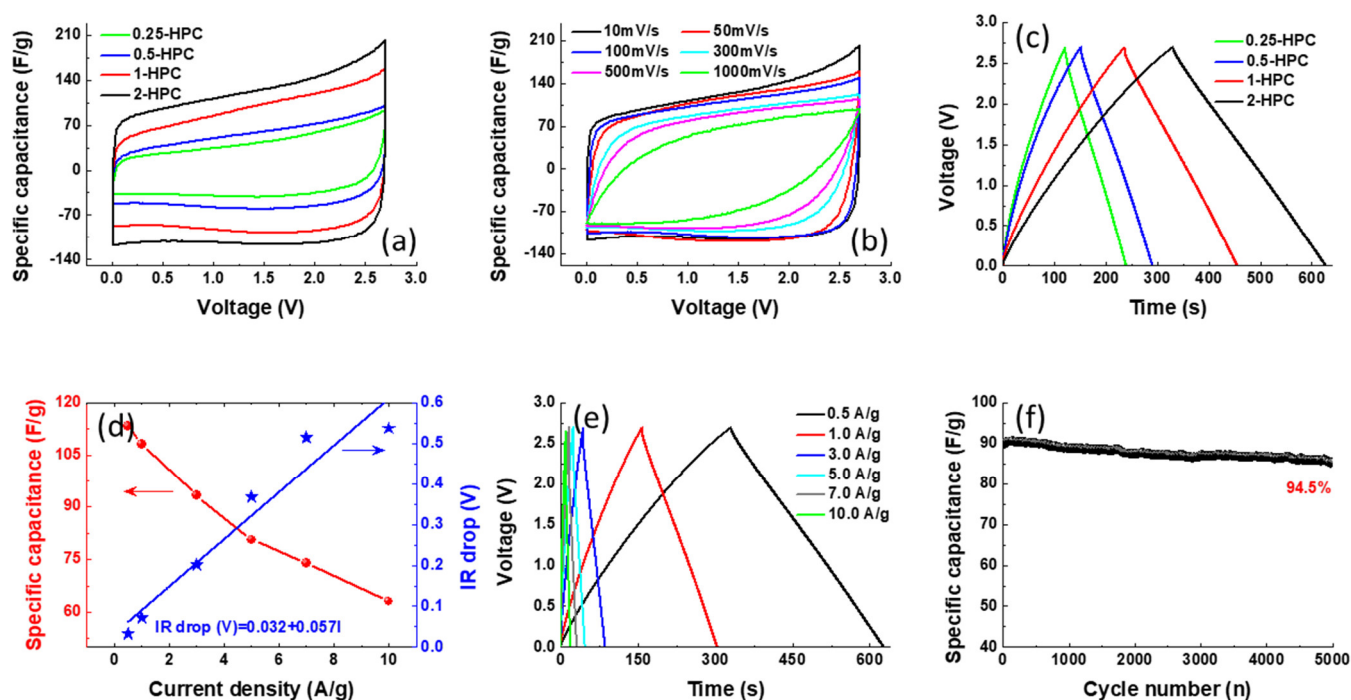 Specific capacitance (F/g)
210
140
70
0
-70
-140
0.25-HPC
0.5-HPC
1-HPC
2-HPC
(a)
0.0 0.5 1.0 1.5 2.0 2.5 3.0
Voltage (V)
Specific capacitance (F/g)
210
140
70
0
-70
-140
10mV/s 50mV/s
100mV/s 300mV/s
500mV/s 1000mV/s
(b)
0.0 0.5 1.0 1.5 2.0 2.5 3.0
Voltage (V)
Voltage (V)
3.0
2.5
2.0
1.5
1.0
0.5
0.0
(c)
0.25-HPC
0.5-HPC
1-HPC
2-HPC
0 100 200 300 400 500 600
Time (s)
Specific capacitance (F/g)
120
105
90
75
60
(d)
IR drop (V)=0.032+0.057I
0.6
0.5
0.4
0.3
0.2
0.1
0.0
IR drop (V)
0 2 4 6 8 10
Current density (A/g)
Voltage (V)
3.0
2.5
2.0
1.5
1.0
0.5
0.0
(e)
0.5 A/g
1.0 A/g
3.0 A/g
5.0 A/g
7.0 A/g
10.0 A/g
0 150 300 450 600
Time (s)
Specific capacitance (F/g)
100
90
80
70
60
50
40
(f)
94.5%
0 1000 2000 3000 4000 5000
Cycle number (n)